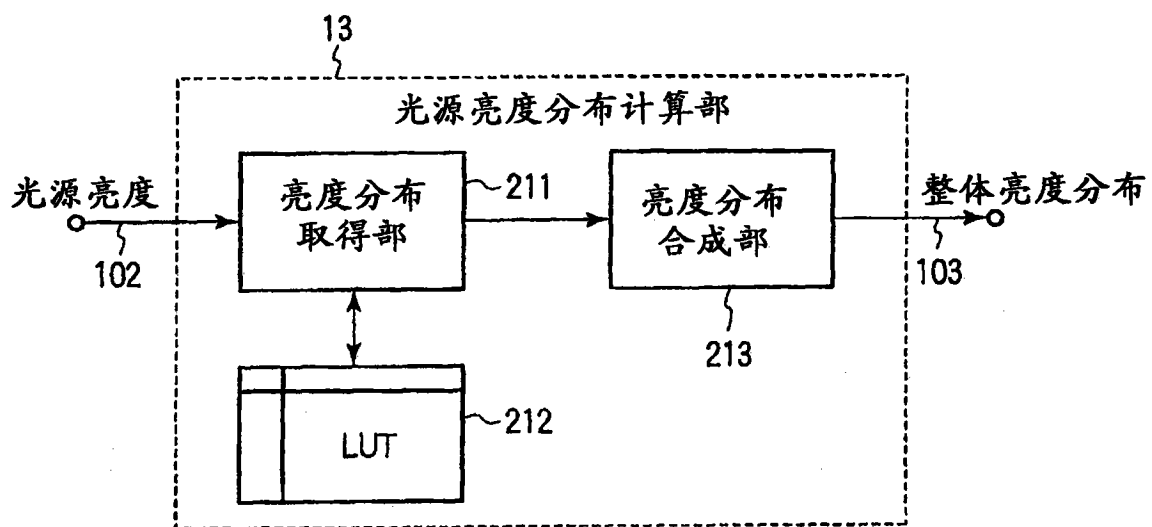 13
光源亮度分布计算部
光源亮度
102
亮度分布
取得部
211
亮度分布
合成部
213
整体亮度分布
103
LUT
212